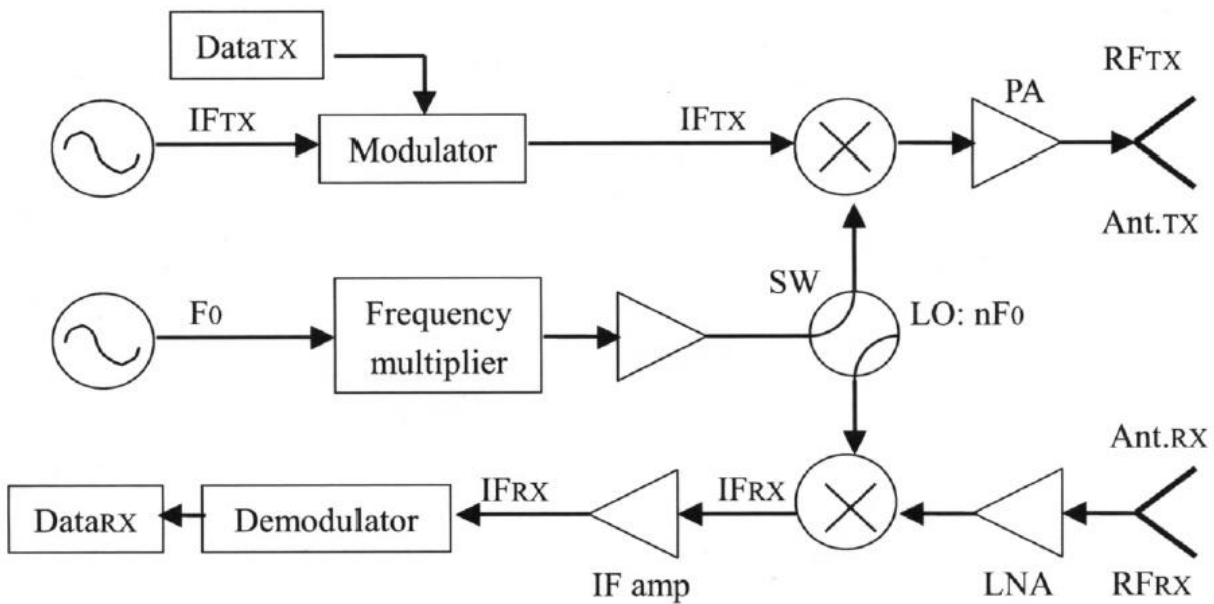 DataTX
IFTX
Modulator
IFTX
PA
RFTX
Ant.TX
F0
Frequency
multiplier
SW
LO: nF0
DataRX
Demodulator
IFRX
IF amp
IFRX
LNA
Ant.RX
RFRX